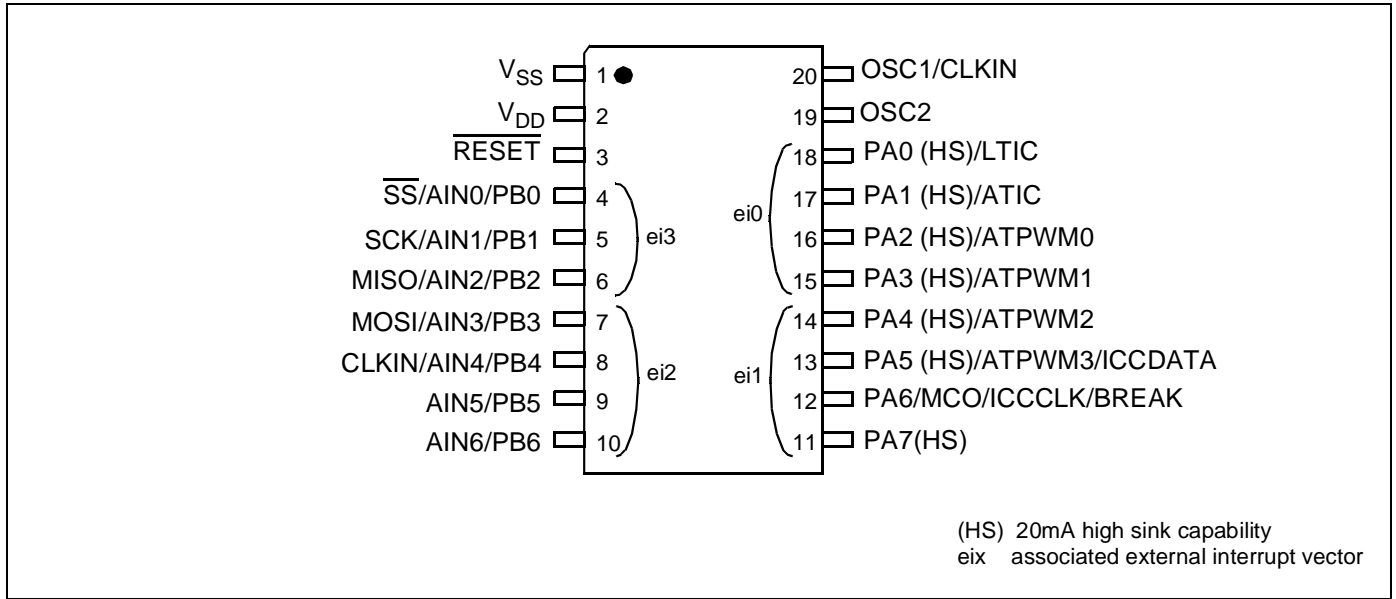 VSS 1 20 OSC1/CLKIN
VDD 2 19 OSC2
RESET 3 18 PA0 (HS)/LTIC
SS/AIN0/PB0 4 17 PA1 (HS)/ATIC
SCK/AIN1/PB1 5 ei3 ei0 16 PA2 (HS)/ATPWM0
MISO/AIN2/PB2 6 15 PA3 (HS)/ATPWM1
MOSI/AIN3/PB3 7 14 PA4 (HS)/ATPWM2
CLKIN/AIN4/PB4 8 ei2 ei1 13 PA5 (HS)/ATPWM3/ICCDATA
AIN5/PB5 9 12 PA6/MCO/ICCCLK/BREAK
AIN6/PB6 10 11 PA7(HS)
(HS) 20mA high sink capability
eix associated external interrupt vector